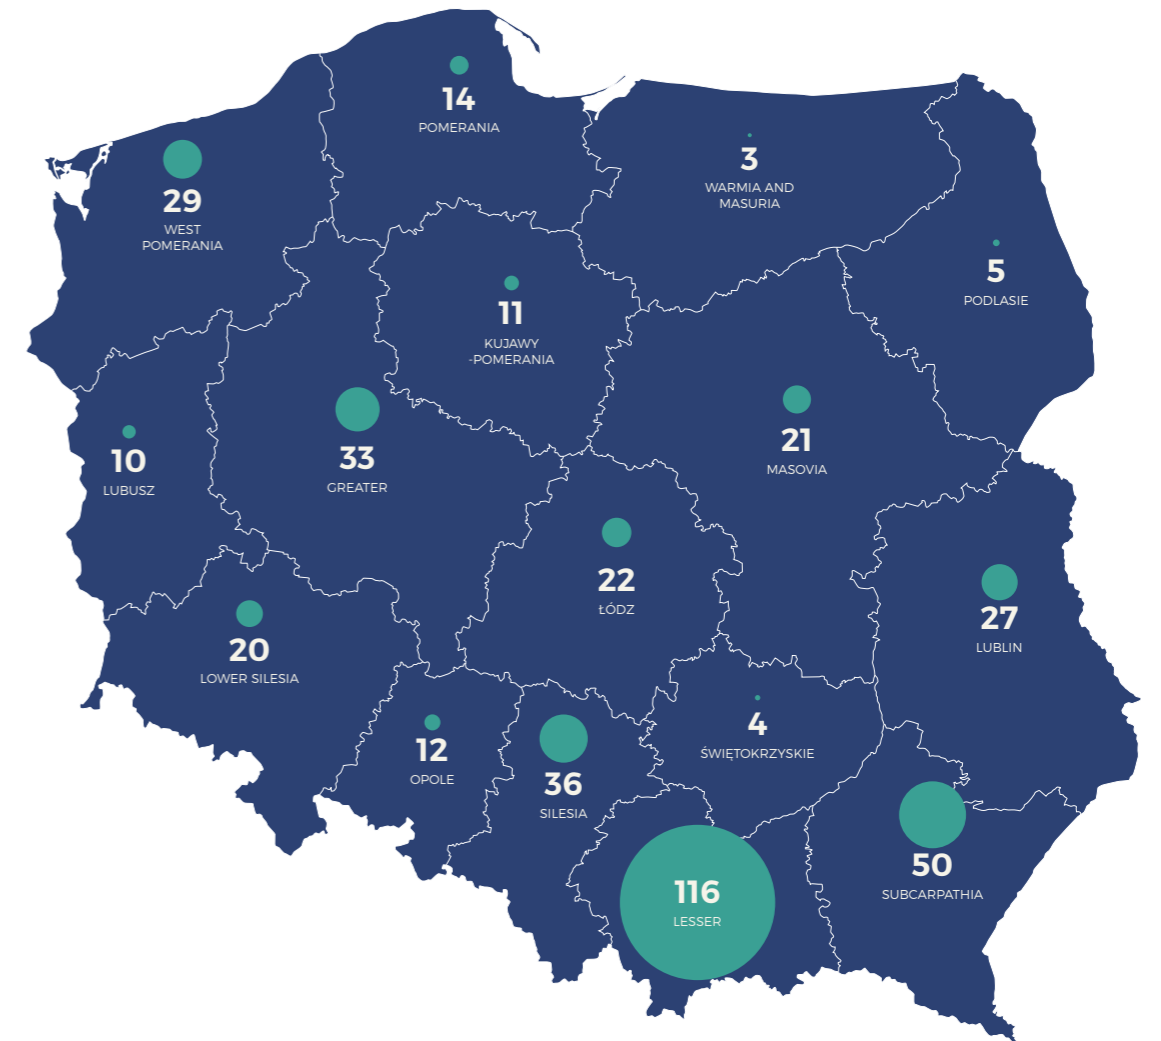 14
POMERANIA
3
WARMIA AND
MASURIA
29
WEST
POMERANIA
5
PODLASIE
11
KUJAWY
-POMERANIA
21
MASOVIA
10
LUBUSZ
33
GREATER
22
ŁÓDZ
27
LUBLIN
20
LOWER SILESIA
4
ŚWIĘTOKRZYSKIE
12
OPOLE
36
SILESIA
50
SUBCARPATHIA
116
LESSER